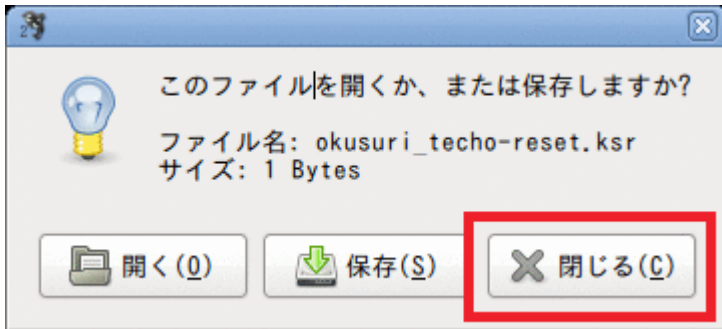 2
このファイルを開くか、または保存しますか?
ファイル名: okusuri_techo-reset.ksr
サイズ: 1 Bytes
開く(O)
保存(S)
閉じる(C)